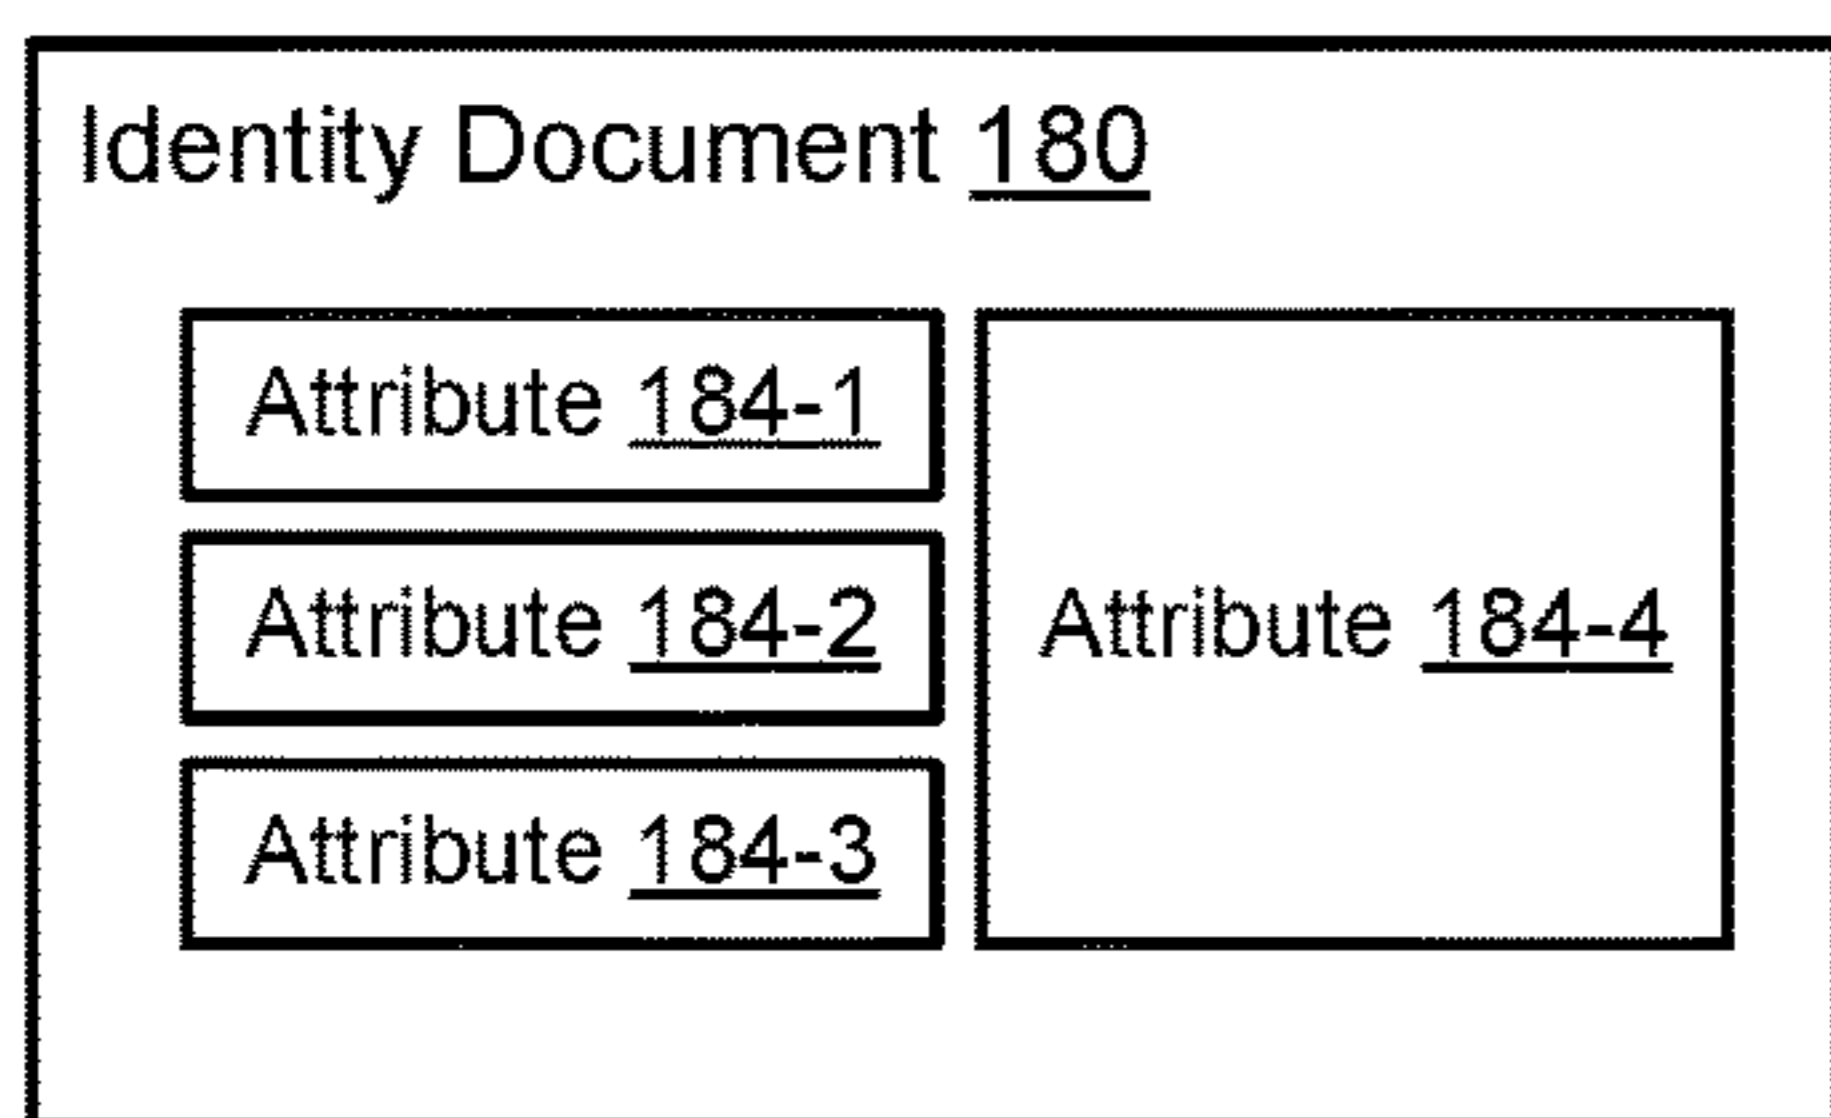 Identity Document 180
Attribute 184-1
Attribute 184-2
Attribute 184-3
Attribute 184-4